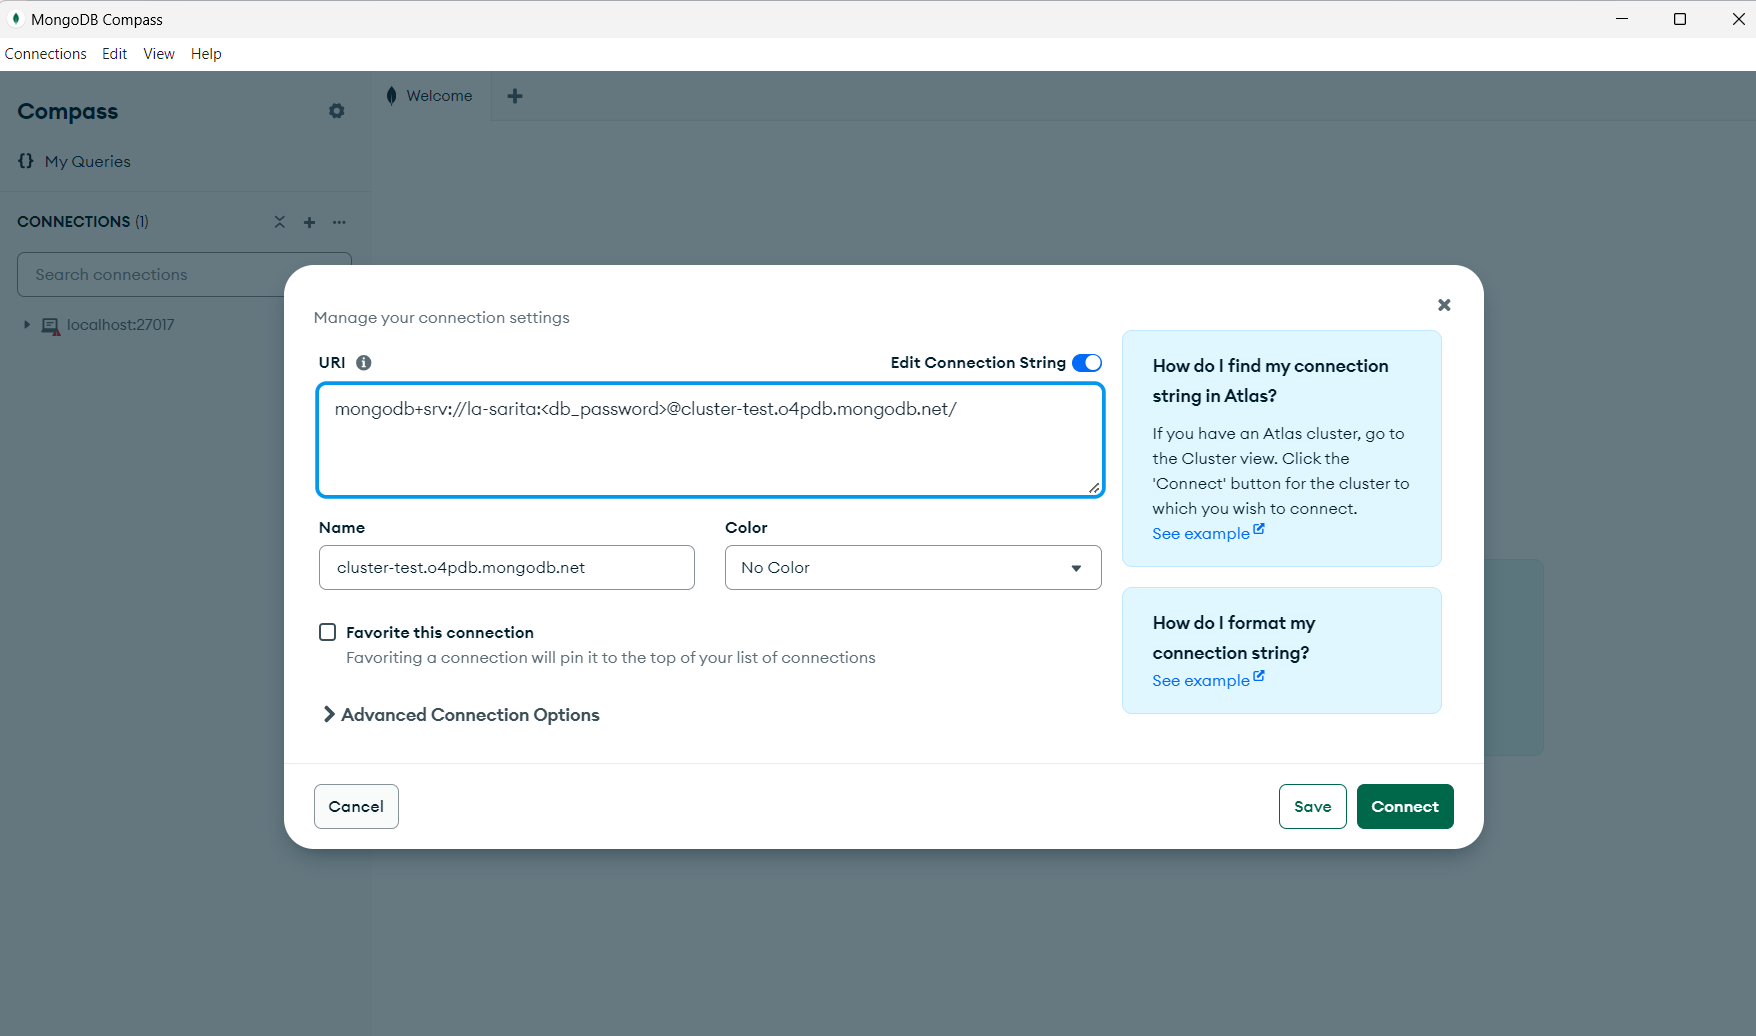 MongoDB Compass
Connections Edit View Help
Compass
Welcome
{} My Queries
CONNECTIONS (1)
Search connections
localhost:27017
Manage your connection settings
URI
Edit Connection String
mongodb+srv://la-sarita:<db_password>@cluster-test.o4pdb.mongodb.net/
Name
Color
cluster-test.o4pdb.mongodb.net
No Color
Favorite this connection
Favoriting a connection will pin it to the top of your list of connections
Advanced Connection Options
How do I find my connection
string in Atlas?
If you have an Atlas cluster, go to
the Cluster view. Click the
'Connect' button for the cluster to
which you wish to connect.
See example
How do I format my
connection string?
See example
Cancel
Save
Connect